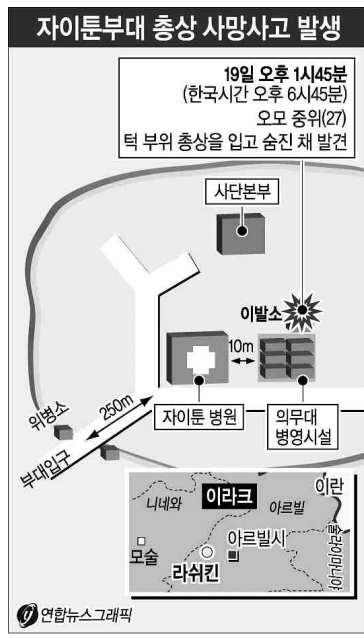 자이툰부대 총상 사망사고 발생
19일 오후 1시45분
(한국시간 오후 6시45분)
오모 중위(27)
턱 부위 총상을 입고 숨진 채 발견
사단본부
이발소
10m
자이툰 병원
의무대
병영시설
위병소
250m
부대입구
니네와
이라크
이란
아르빌
모술
라쉬킨
아르빌시
술라이마니아
연합뉴스그래픽